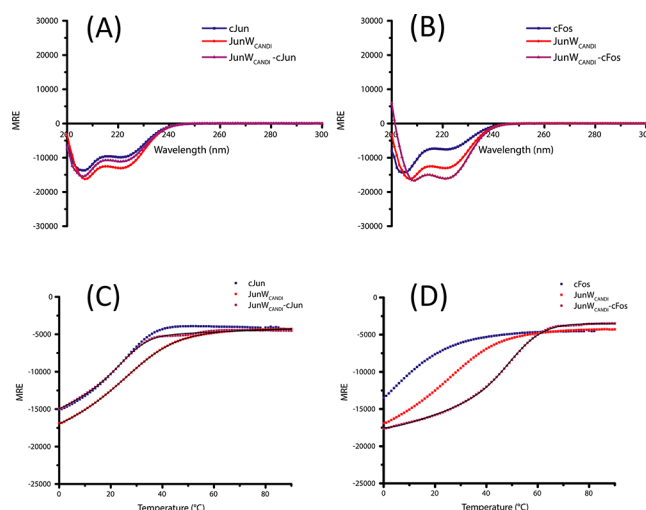 (A)
cJun
JunWCANDI
JunWCANDI-cJun
30000
20000
10000
0
-10000
-20000
-30000
MRE
200
220
240
260
280
300
Wavelength (nm)
(B)
cFos
JunWCANDI
JunWCANDI-cFos
30000
20000
10000
0
-10000
-20000
-30000
MRE
200
220
240
260
280
300
Wavelength (nm)
(C)
cJun
JunWCANDI
JunWCANDI-cJun
0
-5000
-10000
-15000
-20000
-25000
MRE
0
20
40
60
80
Temperature (°C)
(D)
cFos
JunWCANDI
JunWCANDI-cFos
0
-5000
-10000
-15000
-20000
-25000
MRE
0
20
40
60
80
Temperature (°C)